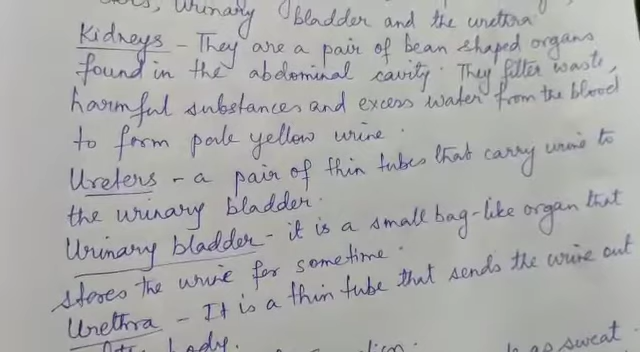 urinary bladder and the urethra
Kidneys - They are a pair of bean shaped organs
found in the abdominal cavity. They filter waste,
harmful substances and excess water from the blood
to form pale yellow urine.
Ureters - a pair of thin tubes that carry urine to
the urinary bladder.
Urinary bladder - it is a small bag-like organ that
stores the urine for sometime.
Urethra - It is a thin tube that sends the urine out
body.
as sweat.